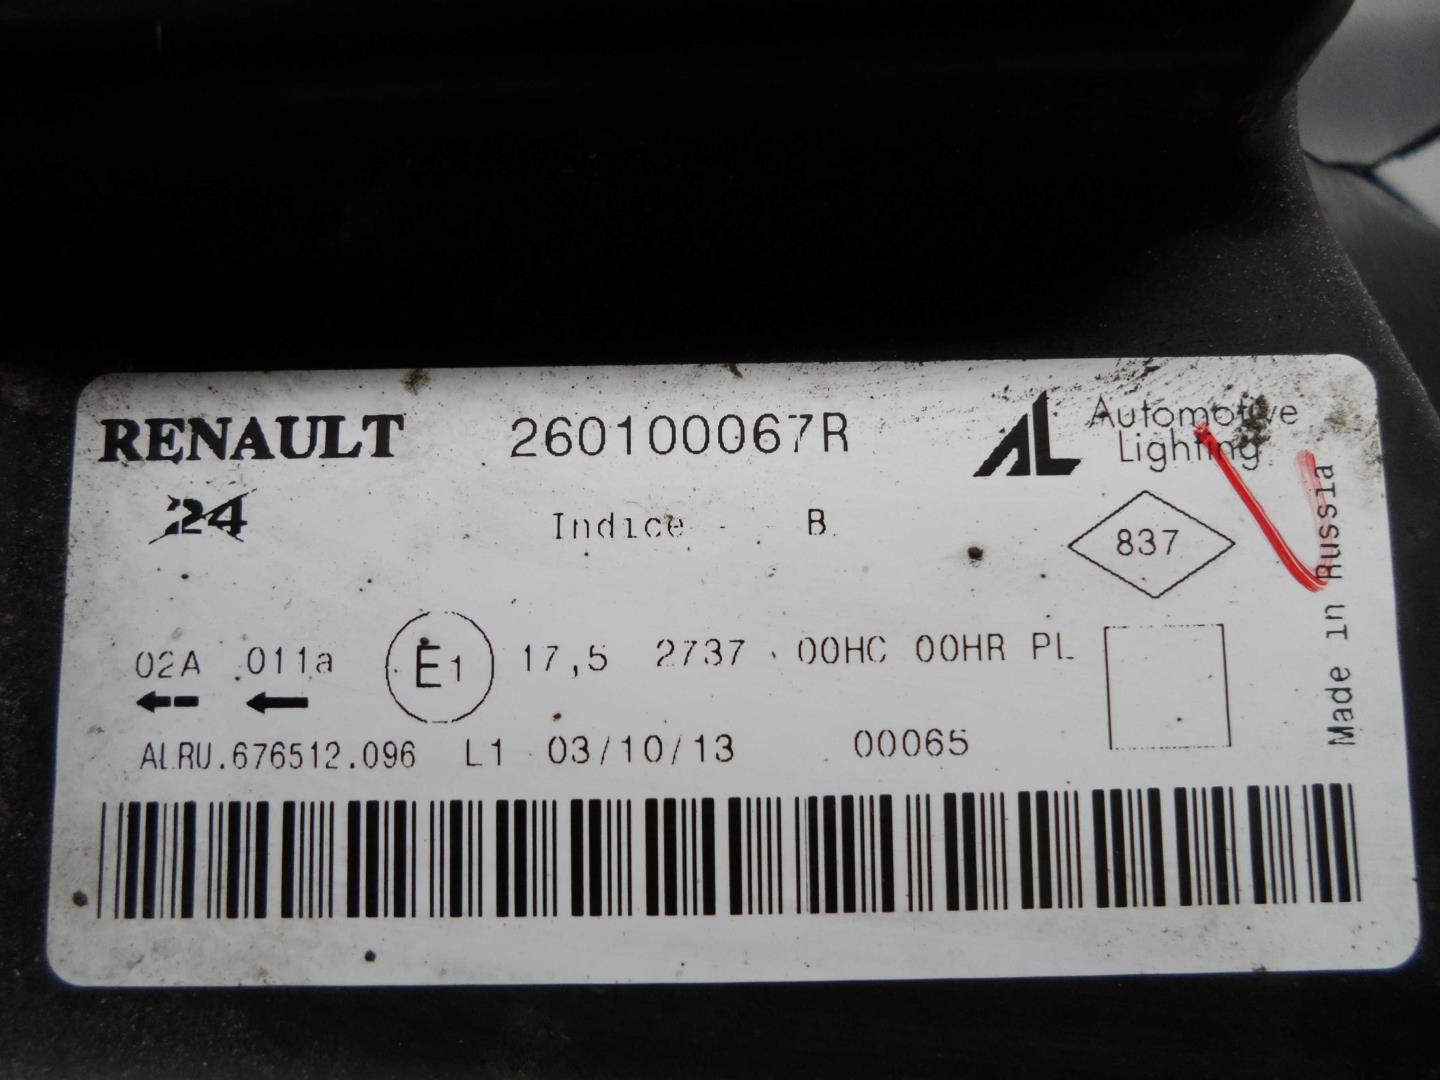 RENAULT 260100067R AL Automotive Lighting
24 Indice - B
837
Made in Russia
02A 011a E1 17,5 2737 00HC 00HR PL
ALRU.676512.096 L1 03/10/13 00065